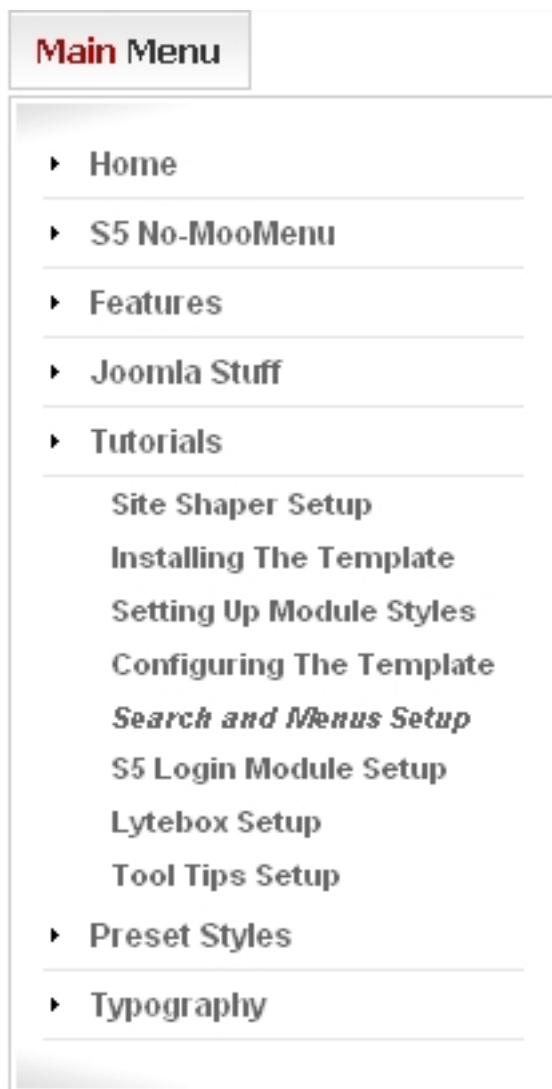 Main Menu
Home
S5 No-MooMenu
Features
Joomla Stuff
Tutorials
Site Shaper Setup
Installing The Template
Setting Up Module Styles
Configuring The Template
Search and Menus Setup
S5 Login Module Setup
Lytebox Setup
Tool Tips Setup
Preset Styles
Typography